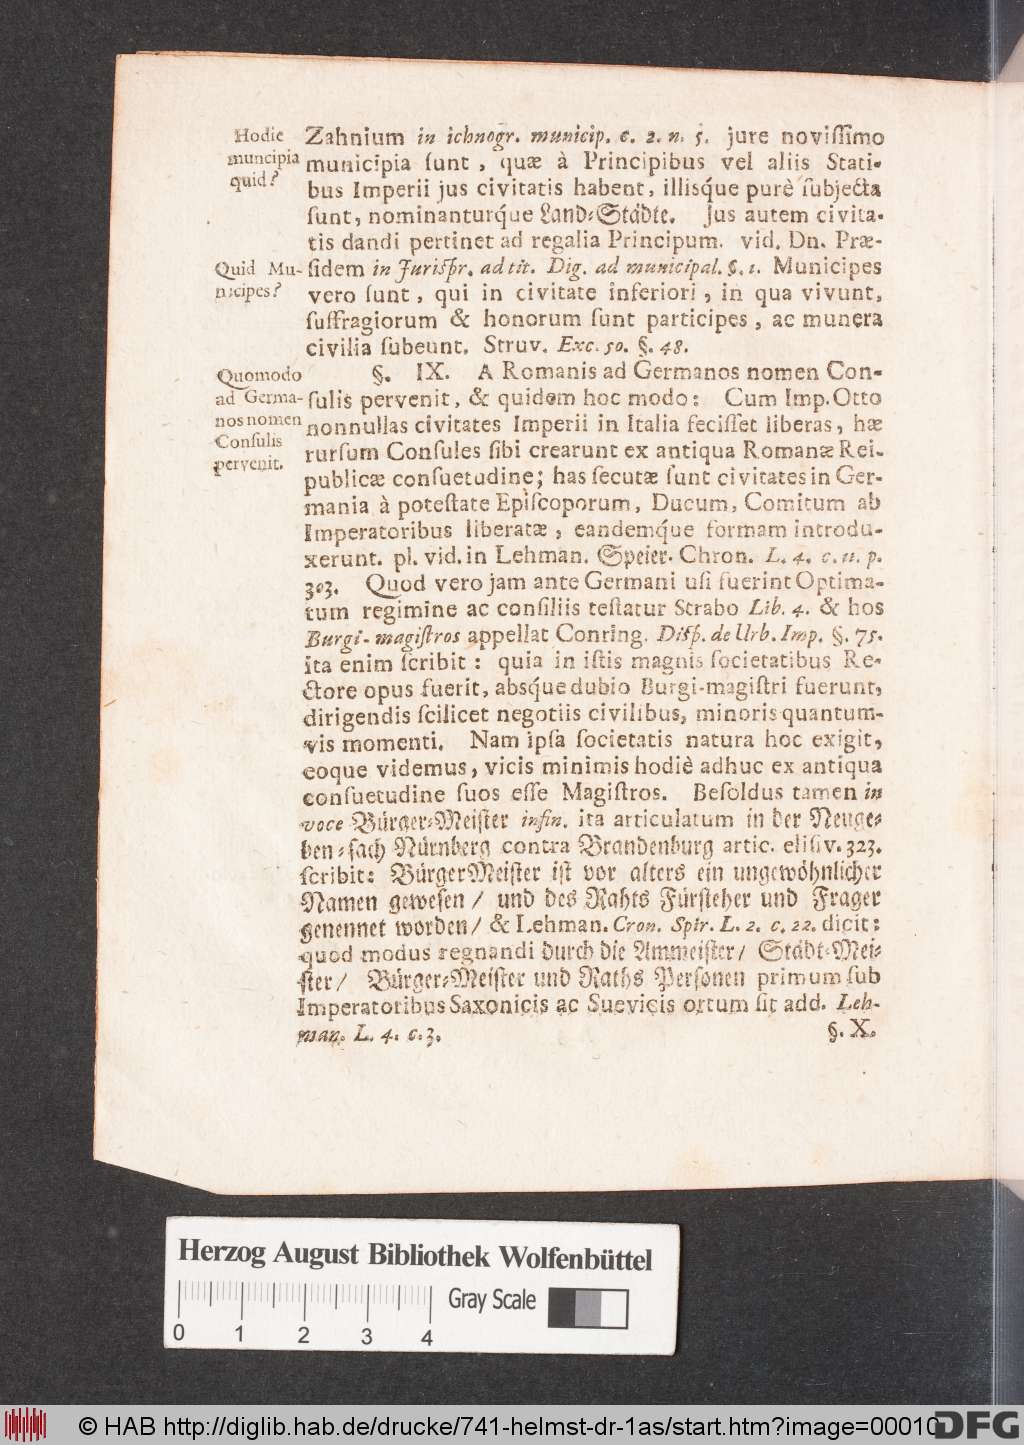 Hodie
muncipia
quid?
Zahnium in ichnogr. municip. c. 2. n. 5. jure noviſſimo
municipia ſunt, quæ à Principibus vel aliis Stati-
bus Imperii jus civitatis habent, illisq́ue purè ſubjecta
ſunt, nominanturq́ue Land-Städte. Jus autem civita-
tis dandi pertinet ad regalia Principum. vid. Dn. Præ-
Quid Mu-
nicipes?
ſidem in Juriſpr. ad tit. Dig. ad municipal. §. 1. Municipes
vero ſunt, qui in civitate inferiori, in qua vivunt,
ſuffragiorum & honorum ſunt participes, ac munera
civilia ſubeunt. Struv. Exc. 50. §. 48.
Quomodo
ad Germa-
nos nomen
Conſulis
pervenit.
§. IX. A Romanis ad Germanos nomen Con-
ſulis pervenit, & quidem hoc modo: Cum Imp. Otto
nonnullas civitates Imperii in Italia feciſſet liberas, hæ
rurſum Conſules ſibi crearunt ex antiqua Romanæ Rei-
publicæ conſuetudine; has ſecutæ ſunt civitates in Ger-
mania à poteſtate Epiſcoporum, Ducum, Comitum ab
Imperatoribus liberatæ, eandemq́ue formam introdu-
xerunt. pl. vid. in Lehman. Speier. Chron. L. 4. c. 11. p.
303. Quod vero jam ante Germani uſi fuerint Optima-
tum regimine ac conſiliis teſtatur Strabo Lib. 4. & hos
Burgi-magiſtros appellat Conring. Diſp. de Urb. Imp. §. 75.
ita enim ſcribit: quia in iſtis magnis ſocietatibus Re-
ctore opus fuerit, absq́ue dubio Burgi-magiſtri fuerunt,
dirigendis ſcilicet negotiis civilibus, minoris quantum-
vis momenti. Nam ipſa ſocietatis natura hoc exigit,
eoque videmus, vicis minimis hodiè adhuc ex antiqua
conſuetudine ſuos eſſe Magiſtros. Beſoldus tamen in
voce Bürger-Meiſter infin. ita articulatum in der Neuge-
ben-ſach Nürnberg contra Brandenburg artic. eliſiv. 323.
ſcribit: BürgerMeiſter iſt vor alters ein ungewöhnlicher
Namen geweſen / und des Rahts Fürſteher und Frager
genennet worden / & Lehman. Cron. Spir. L. 2. c. 22. dicit:
quod modus regnandi durch die Ammeiſter / Städt-Mei-
ſter / Bürger-Meiſter und Raths Perſonen primum ſub
Imperatoribus Saxonicis ac Suevicis ortum ſit add. Leh-
man. L. 4. c. 3.
§. X.
Herzog August Bibliothek Wolfenbüttel
Gray Scale
0 1 2 3 4
© HAB http://diglib.hab.de/drucke/741-helmst-dr-1as/start.htm?image=00010
DFG